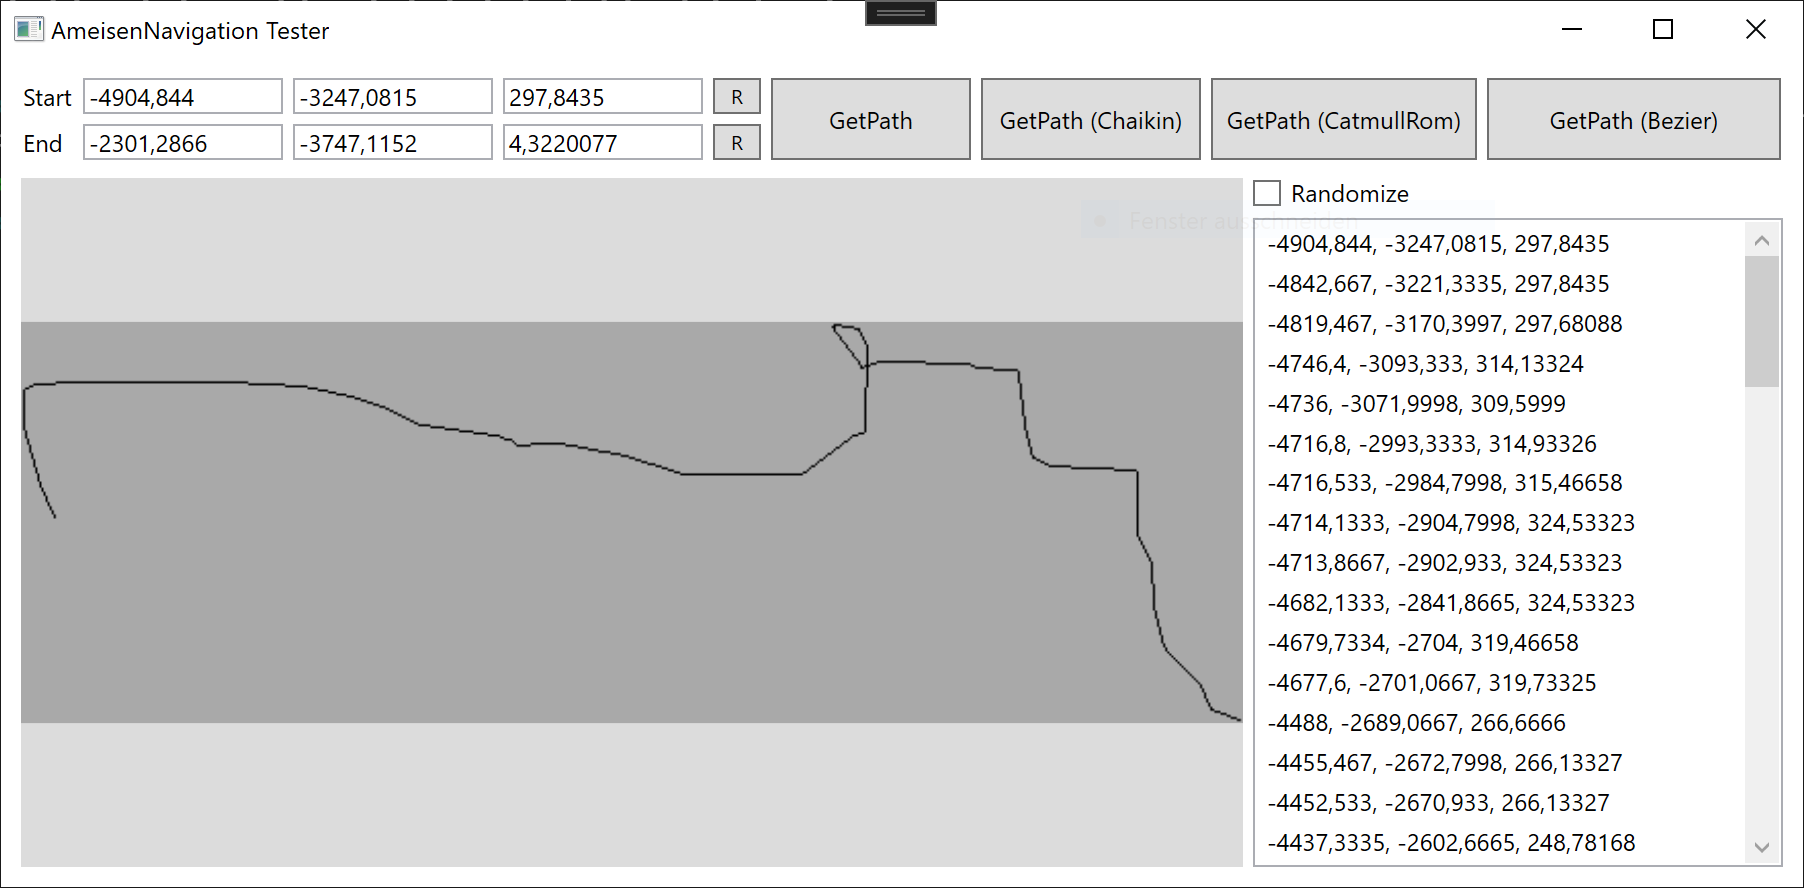 AmeisenNavigation Tester
Start -4904,844 -3247,0815 297,8435 R
End -2301,2866 -3747,1152 4,3220077 R
GetPath GetPath (Chaikin) GetPath (CatmullRom) GetPath (Bezier)
Randomize
Fenster ausschneiden
-4904,844, -3247,0815, 297,8435
-4842,667, -3221,3335, 297,8435
-4819,467, -3170,3997, 297,68088
-4746,4, -3093,333, 314,13324
-4736, -3071,9998, 309,5999
-4716,8, -2993,3333, 314,93326
-4716,533, -2984,7998, 315,46658
-4714,1333, -2904,7998, 324,53323
-4713,8667, -2902,933, 324,53323
-4682,1333, -2841,8665, 324,53323
-4679,7334, -2704, 319,46658
-4677,6, -2701,0667, 319,73325
-4488, -2689,0667, 266,6666
-4455,467, -2672,7998, 266,13327
-4452,533, -2670,933, 266,13327
-4437,3335, -2602,6665, 248,78168